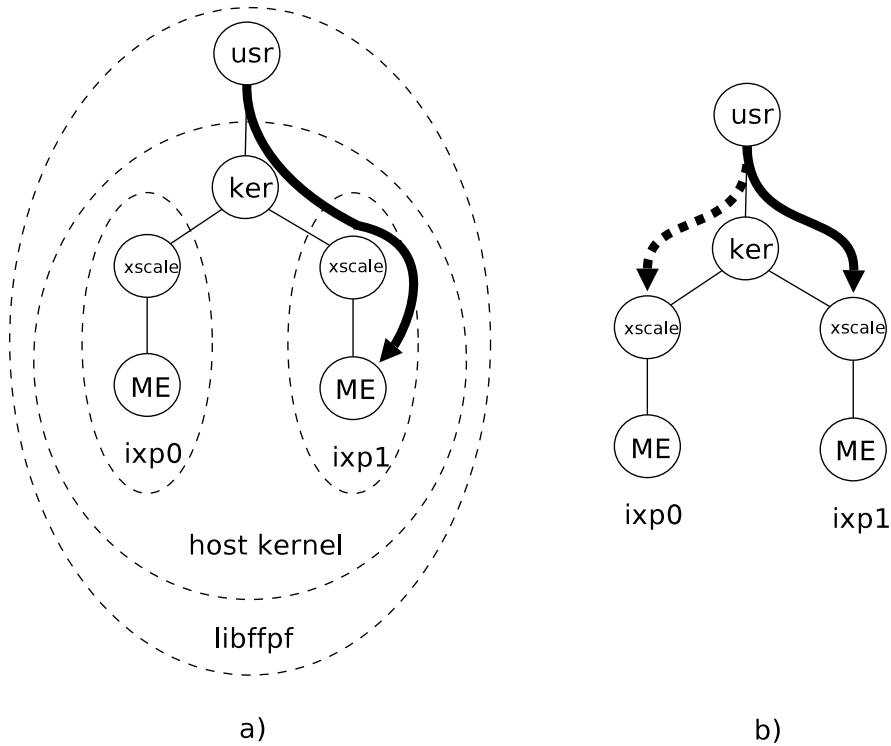 usr
ker
xscale
xscale
ME
ME
ixp0
ixp1
host kernel
libffpf
a)
usr
ker
xscale
xscale
ME
ME
ixp0
ixp1
b)